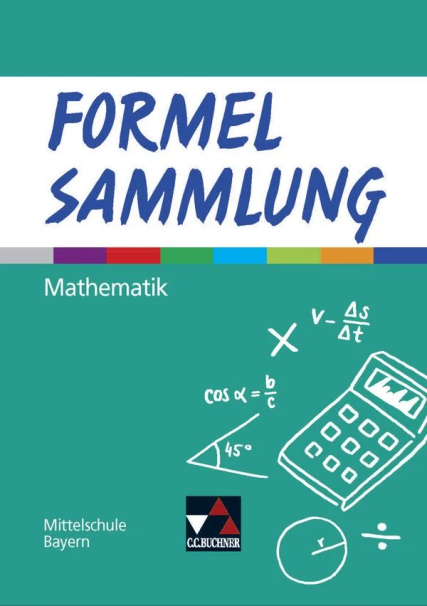 FORMEL
SAMMLUNG
Mathematik
v - Δs/Δt
cos α = b/c
45°
r
÷
Mittelschule
Bayern
C.C.BUCHNER